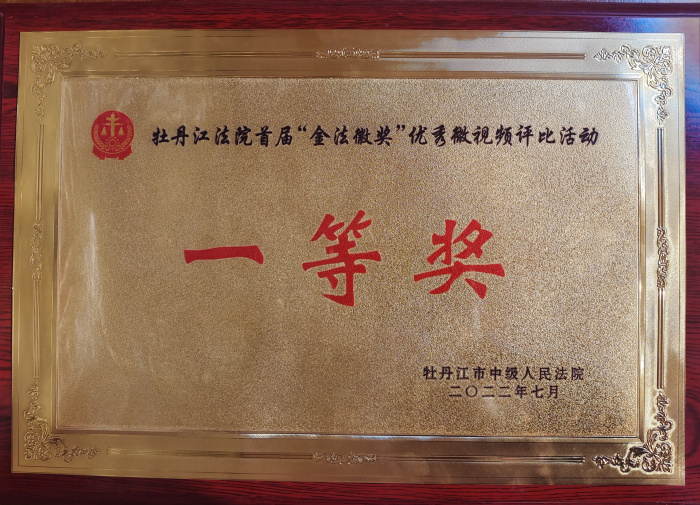 牡丹江法院首届“金法徽奖”优秀微视频评比活动
一等奖
牡丹江市中级人民法院
二〇二二年七月